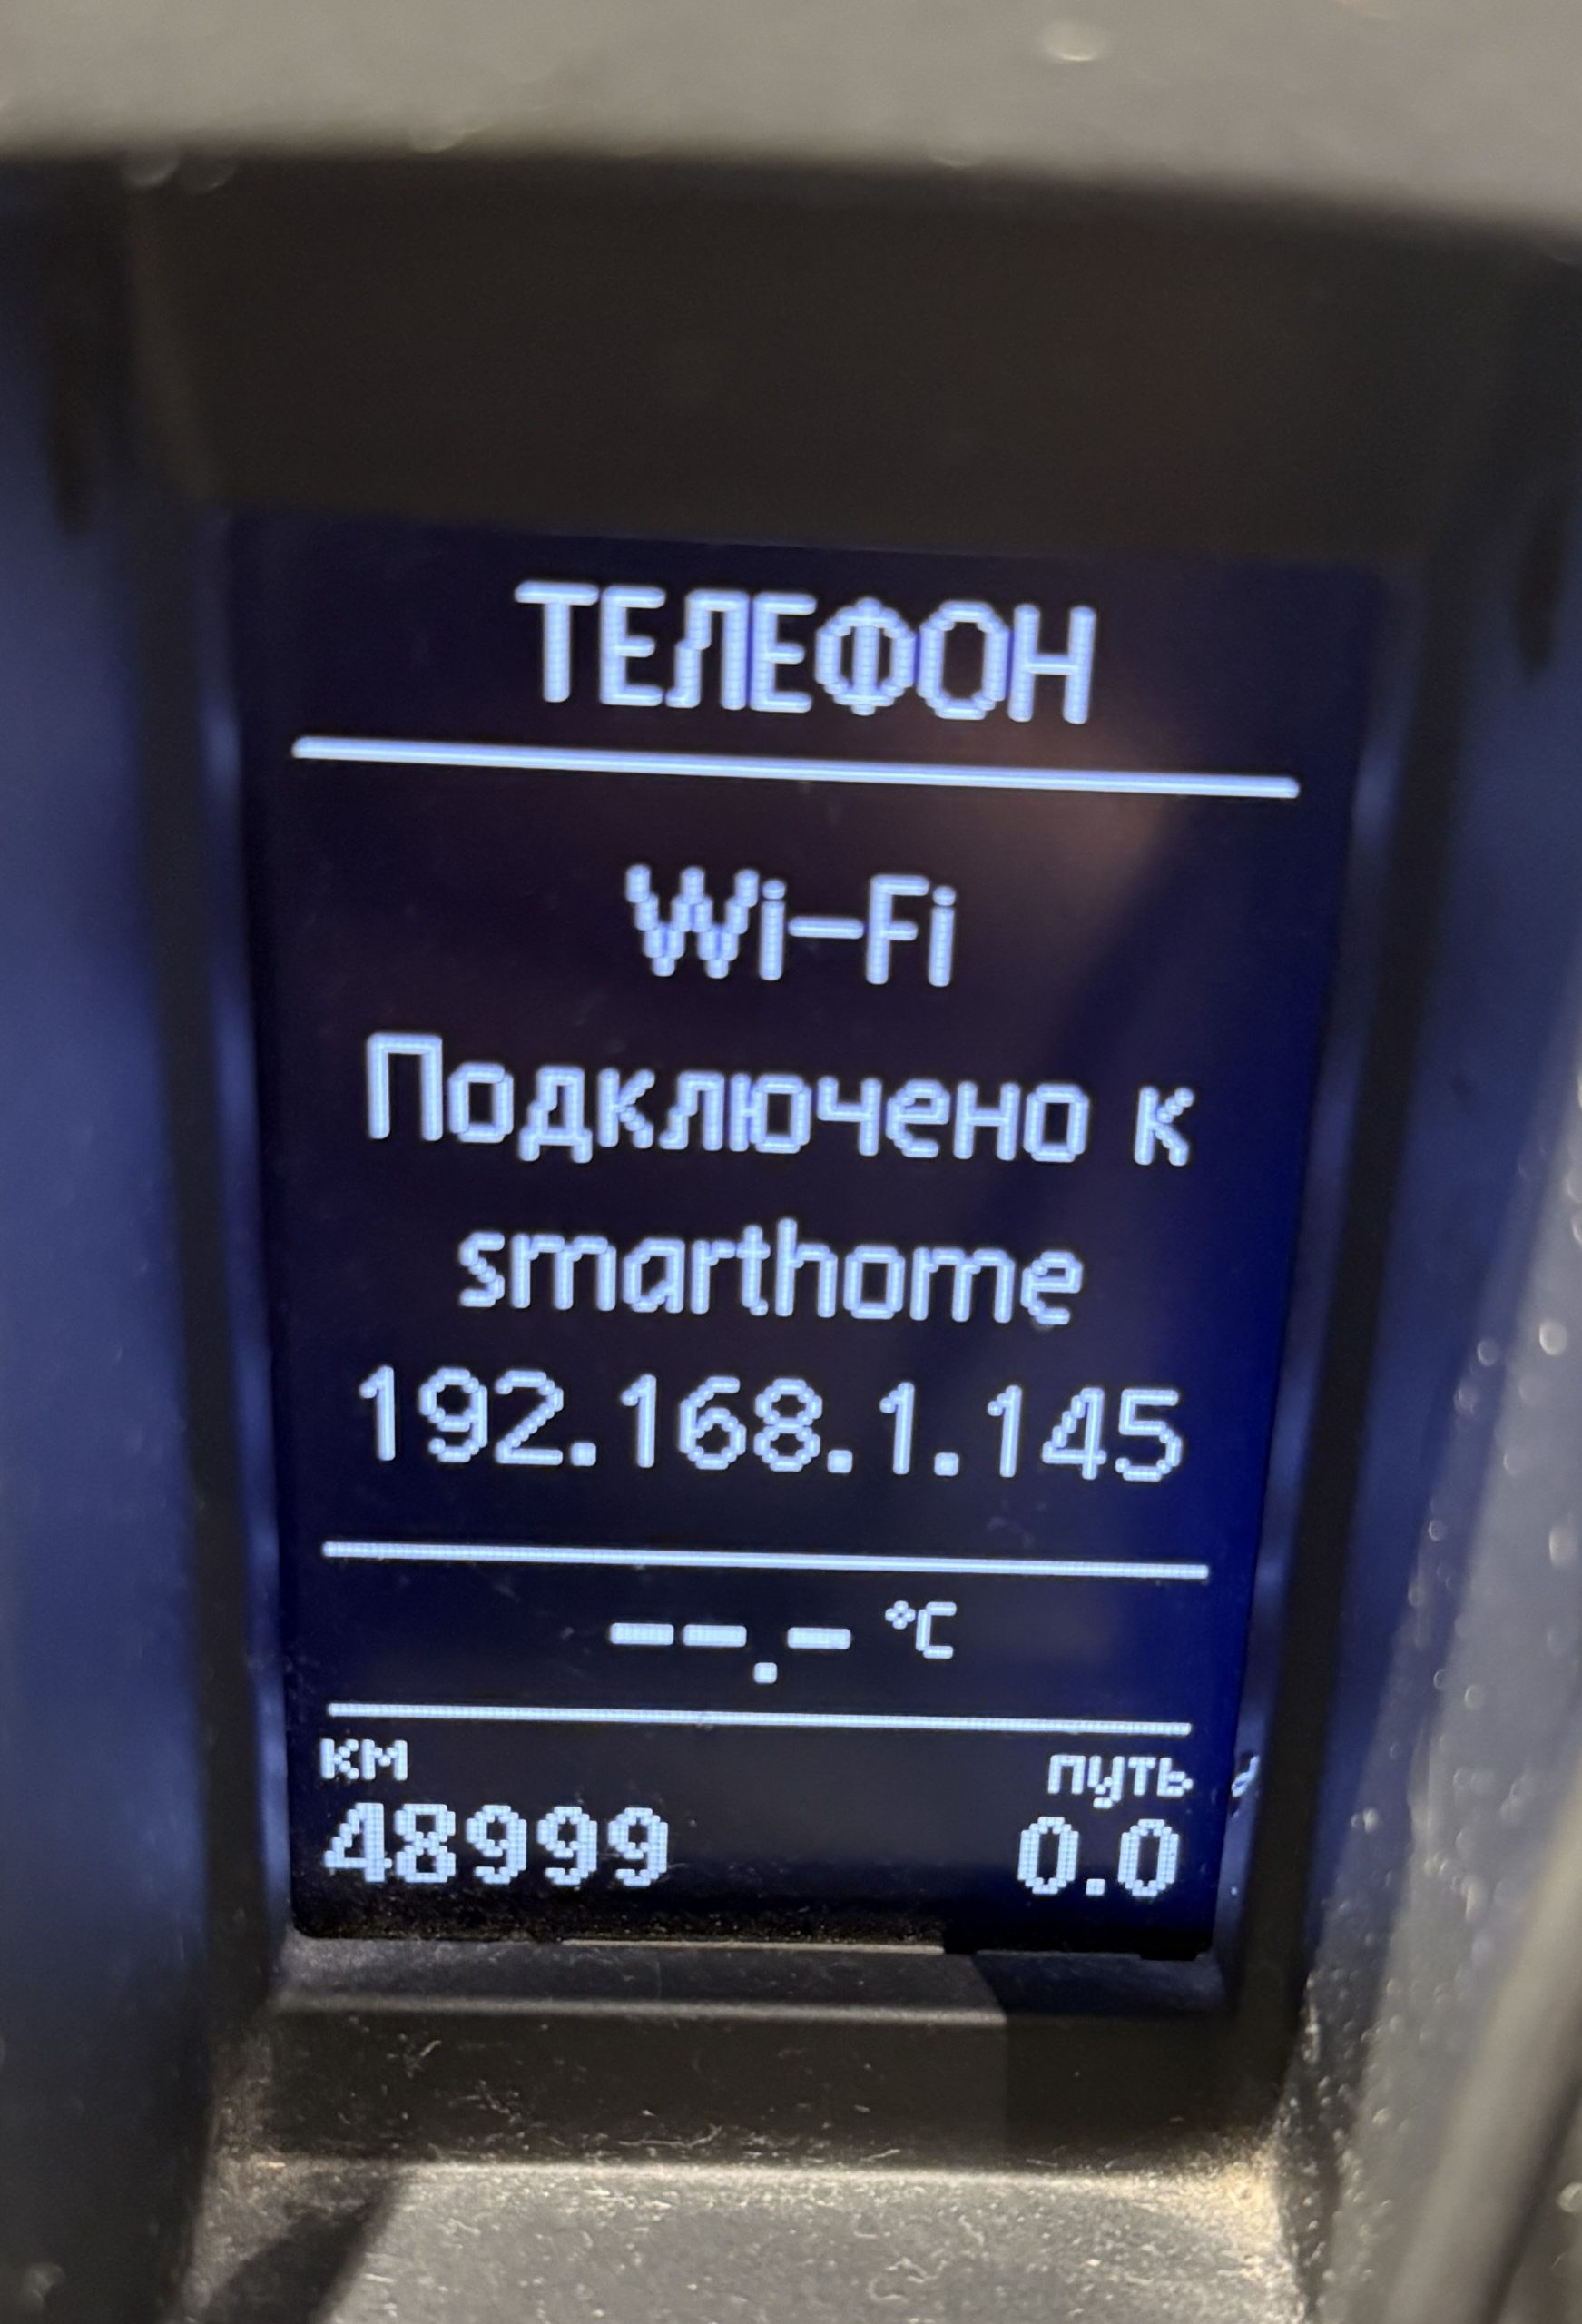 ТЕЛЕФОН
Wi-Fi
Подключено к
smarthome
192.168.1.145
--.- °C
км путь
48999 0.0